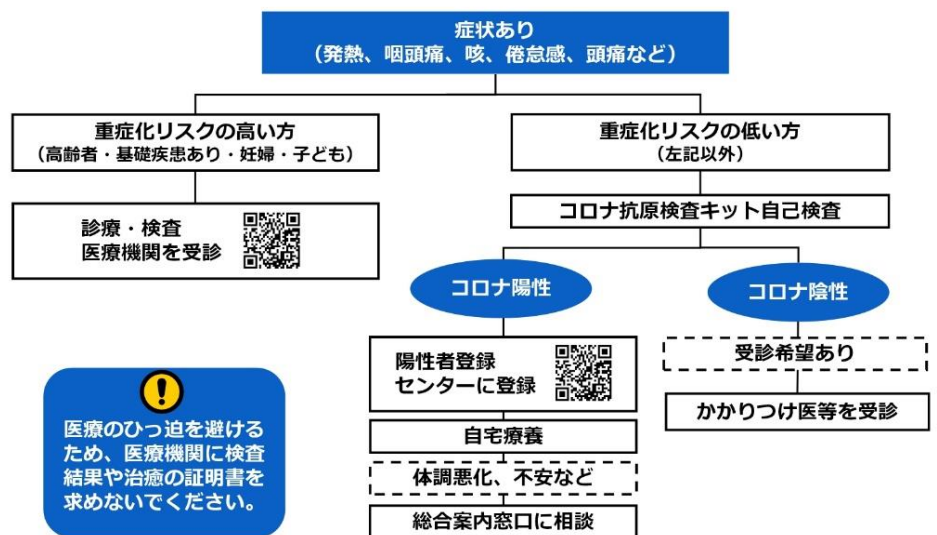 症状あり
（発熱、咽頭痛、咳、倦怠感、頭痛など）
重症化リスクの高い方
（高齢者・基礎疾患あり・妊婦・子ども）
診療・検査
医療機関を受診
重症化リスクの低い方
（左記以外）
コロナ抗原検査キット自己検査
コロナ陽性
陽性者登録
センターに登録
自宅療養
体調悪化、不安など
総合案内窓口に相談
コロナ陰性
受診希望あり
かかりつけ医等を受診
医療のひっ迫を避ける
ため、医療機関に検査
結果や治癒の証明書を
求めないでください。